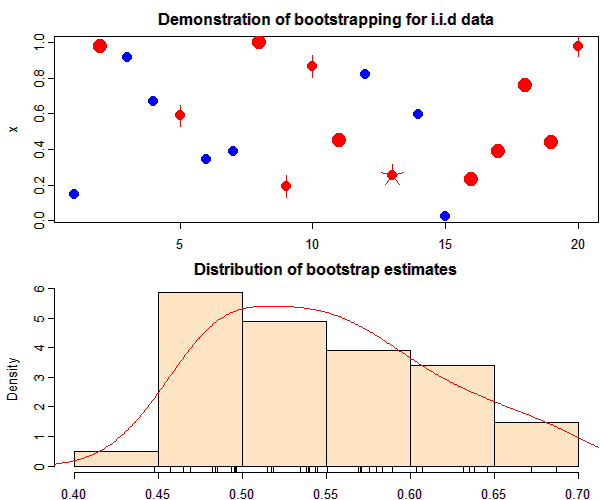 Demonstration of bootstrapping for i.i.d data
1.0
0.8
0.6
0.4
0.2
0.0
x
5 10 15 20
Distribution of bootstrap estimates
6
5
4
3
2
1
0
Density
0.40 0.45 0.50 0.55 0.60 0.65 0.70